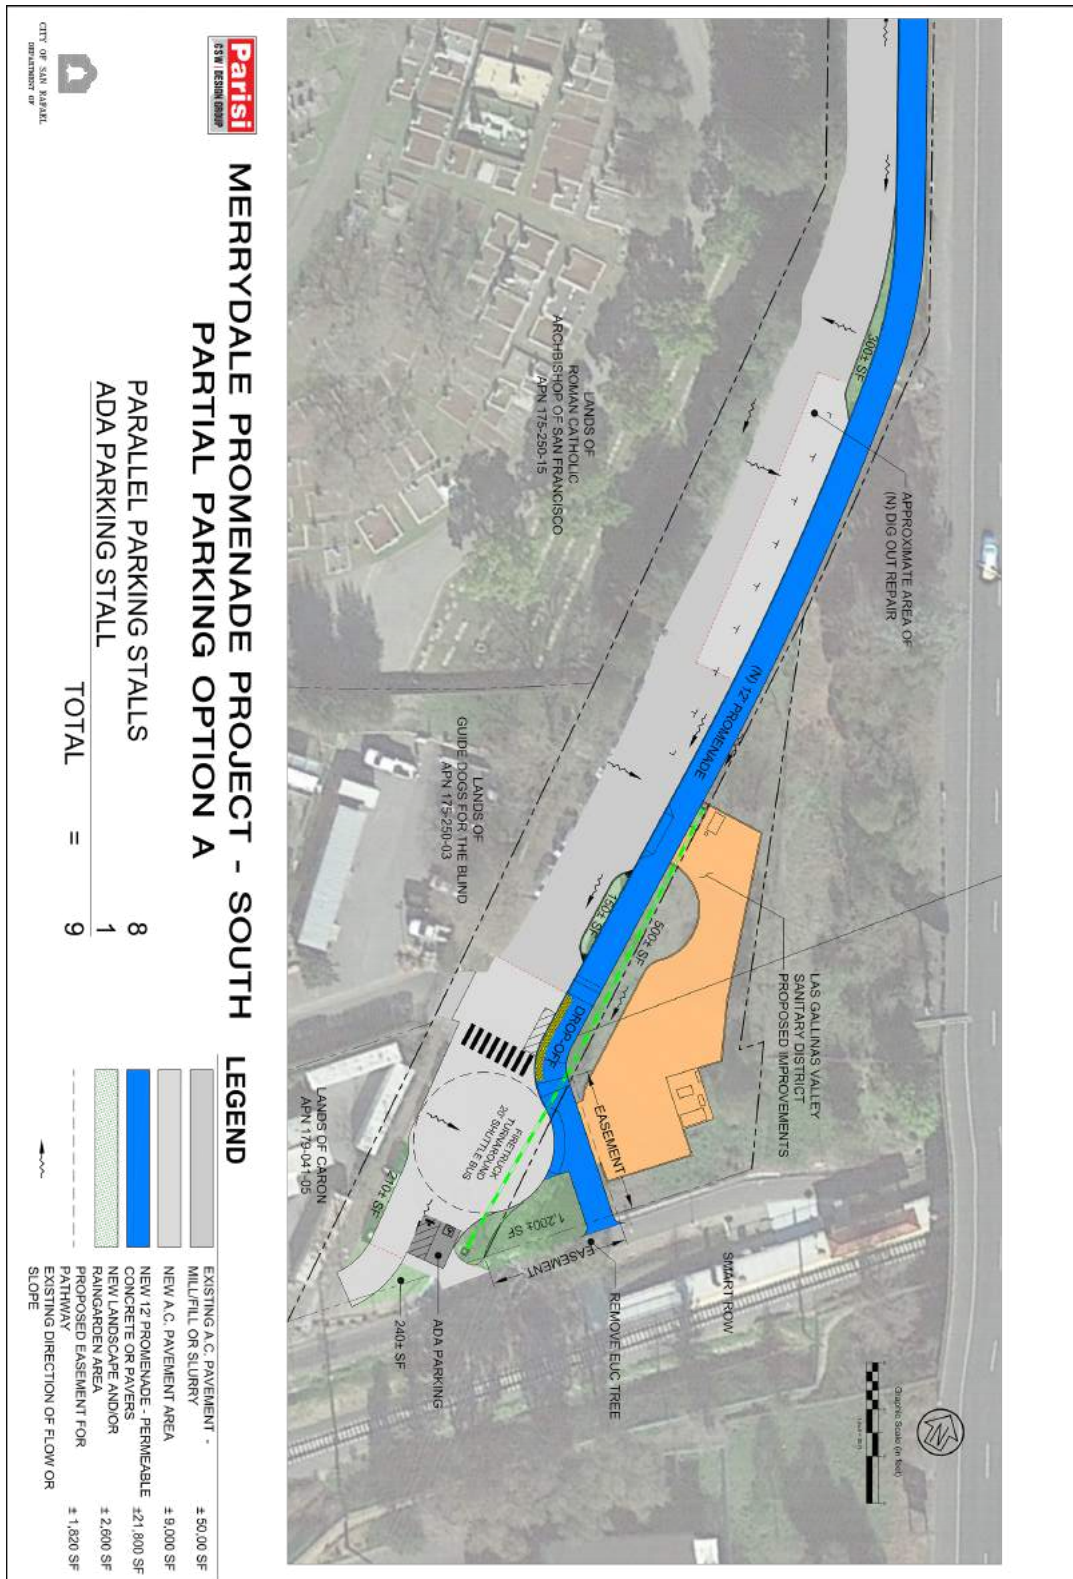 MERRYDALE PROMENADE PROJECT - SOUTH
PARTIAL PARKING OPTION A
PARALLEL PARKING STALLS 8
ADA PARKING STALL 1
TOTAL = 9
Parisi
CSW | DESIGN GROUP
CITY OF SAN RAFAEL
DEPARTMENT OF
LEGEND
EXISTING A.C. PAVEMENT -
MILL/FILL OR SLURRY ± 50,00 SF
NEW A.C. PAVEMENT AREA ± 9,000 SF
NEW 12' PROMENADE - PERMEABLE
CONCRETE OR PAVERS ±21,800 SF
NEW LANDSCAPE AND/OR
RAINGARDEN AREA ± 2,600 SF
PROPOSED EASEMENT FOR
PATHWAY ± 1,820 SF
EXISTING DIRECTION OF FLOW OR
SLOPE
300± SF
APPROXIMATE AREA OF
(N) DIG OUT REPAIR
LANDS OF
ROMAN CATHOLIC
ARCHBISHOP OF SAN FRANCISCO
APN 175-250-15
(N) 12' PROMENADE
LANDS OF
GUIDE DOGS FOR THE BLIND
APN 175-250-03
150± SF
500± SF
LAS GALLINAS VALLEY
SANITARY DISTRICT
PROPOSED IMPROVEMENTS
DROP-OFF
EASEMENT
FIRETRUCK
TURNAROUND
20' SHUTTLE BUS
LANDS OF CARON
APN 179-041-05
210± SF
1,200± SF
EASEMENT
SMART ROW
REMOVE EUC TREE
ADA PARKING
240± SF
Graphic Scale (in feet)